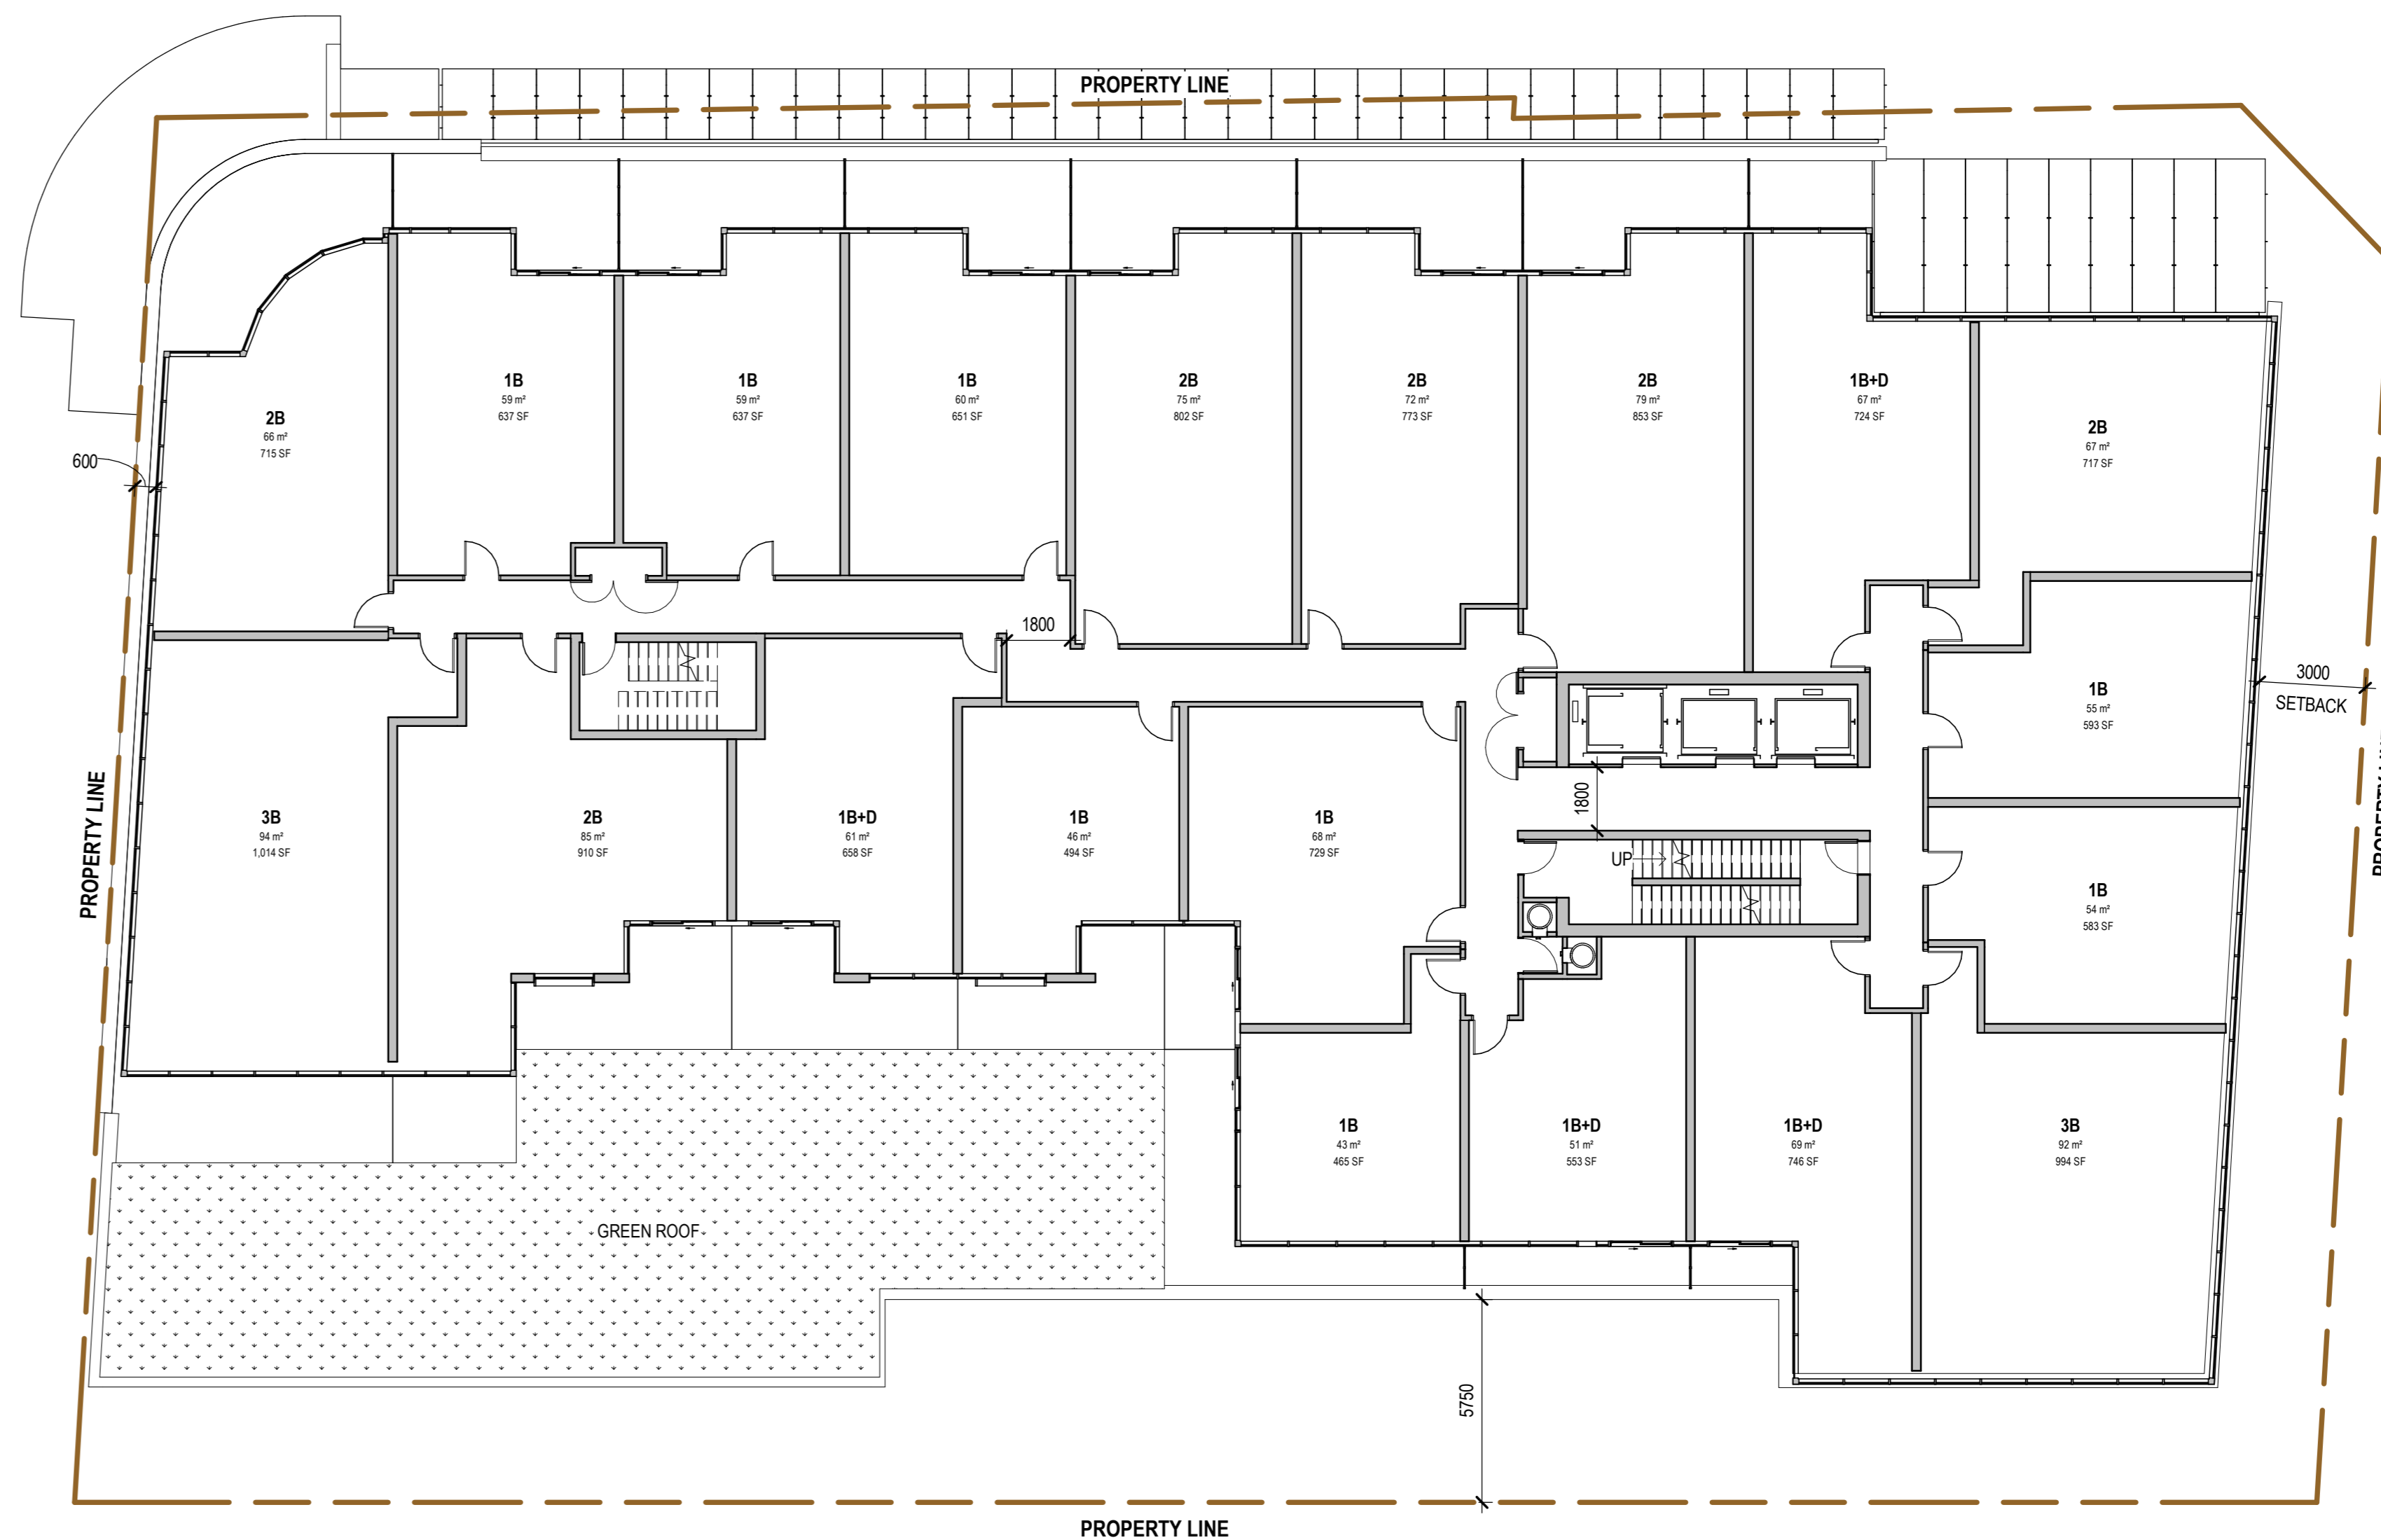 PROPERTY LINE
1B
59 m²
637 SF
1B
59 m²
637 SF
1B
60 m²
651 SF
2B
75 m²
802 SF
2B
72 m²
773 SF
2B
79 m²
853 SF
1B+D
67 m²
724 SF
2B
66 m²
715 SF
2B
67 m²
717 SF
600
1800
3000
SETBACK
1B
55 m²
593 SF
PROPERTY LINE
3B
94 m²
1,014 SF
2B
85 m²
910 SF
1B+D
61 m²
658 SF
1B
46 m²
494 SF
1B
68 m²
729 SF
1800
UP
1B
54 m²
583 SF
1B
43 m²
465 SF
1B+D
51 m²
553 SF
1B+D
69 m²
746 SF
3B
92 m²
994 SF
GREEN ROOF
5750
PROPERTY LINE